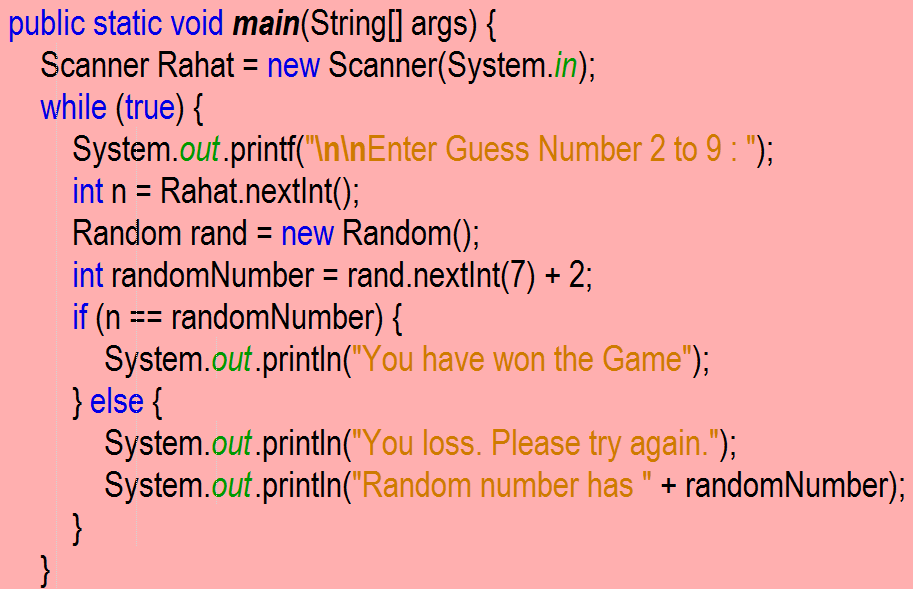 public static void main(String[] args) {
Scanner Rahat = new Scanner(System.in);
while (true) {
System.out.printf("\n\nEnter Guess Number 2 to 9 : ");
int n = Rahat.nextInt();
Random rand = new Random();
int randomNumber = rand.nextInt(7) + 2;
if (n == randomNumber) {
System.out.println("You have won the Game");
} else {
System.out.println("You loss. Please try again.");
System.out.println("Random number has " + randomNumber);
}
}